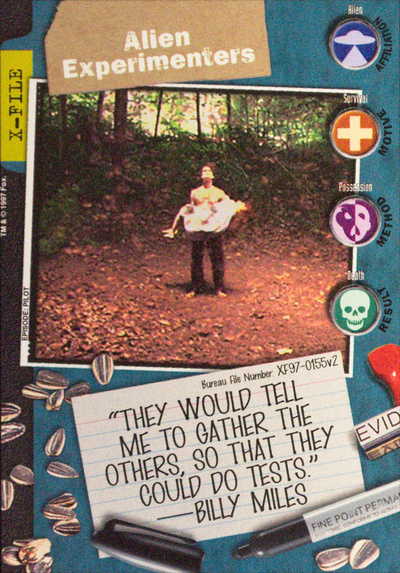 Alien
Experimenters
X-FILE
TM & © 1997 Fox.
EPISODE: PILOT
Alien
AFFILIATION
Survival
MOTIVE
Possession
METHOD
Death
RESULT
Bureau File Number: XF97-0155v2
"THEY WOULD TELL
ME TO GATHER THE
OTHERS, SO THAT THEY
COULD DO TESTS."
—BILLY MILES
EVID
FINE POINT PERMA